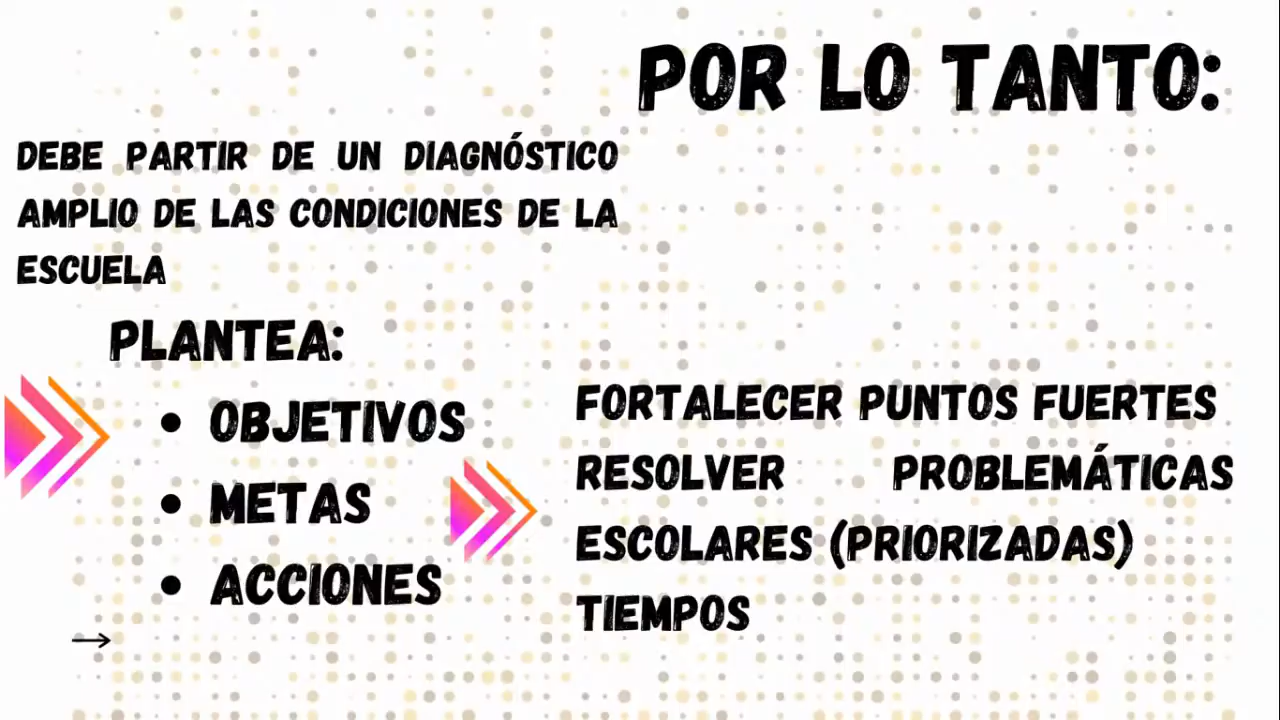 POR LO TANTO:
DEBE PARTIR DE UN DIAGNÓSTICO
AMPLIO DE LAS CONDICIONES DE LA
ESCUELA
PLANTEA:
• OBJETIVOS
• METAS
• ACCIONES
FORTALECER PUNTOS FUERTES
RESOLVER PROBLEMÁTICAS
ESCOLARES (PRIORIZADAS)
TIEMPOS